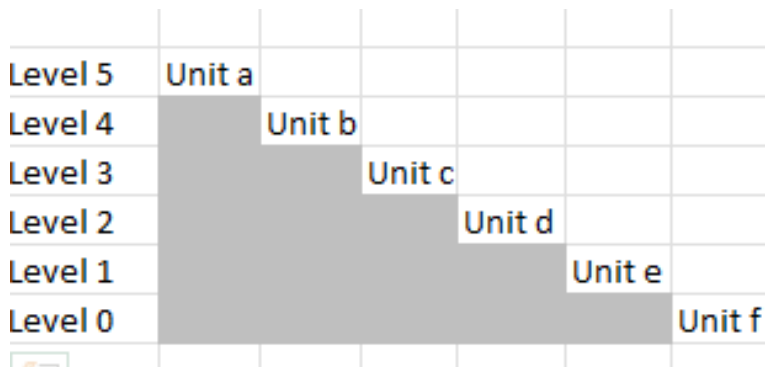 Level 5 Unit a
Level 4 Unit b
Level 3 Unit c
Level 2 Unit d
Level 1 Unit e
Level 0 Unit f